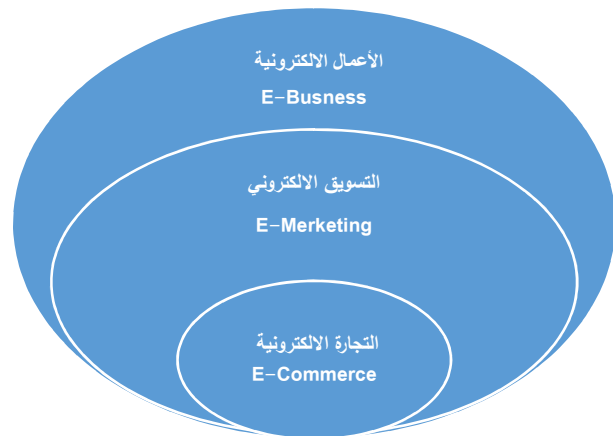 الأعمال الالكترونية
E-Busness
التسويق الالكتروني
E-Merketing
التجارة الالكترونية
E-Commerce